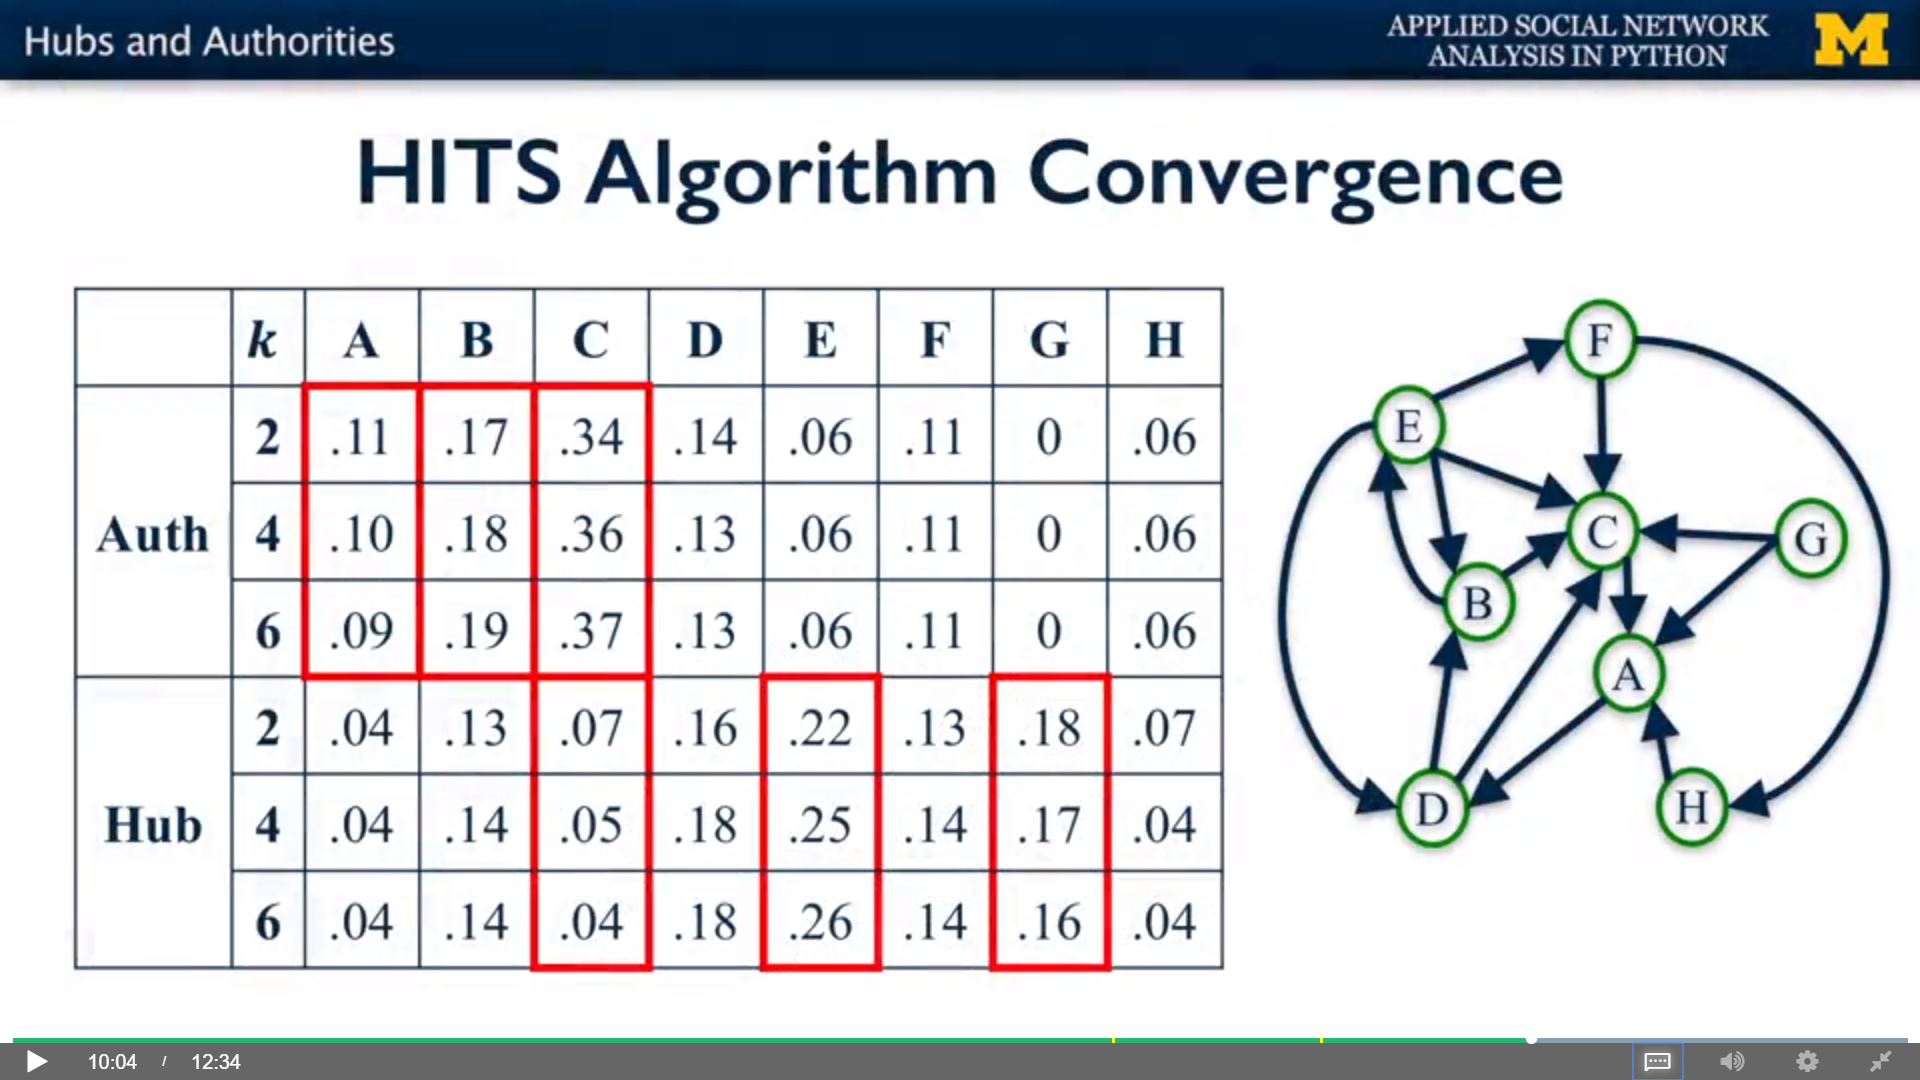 Hubs and Authorities
APPLIED SOCIAL NETWORK
ANALYSIS IN PYTHON
M
HITS Algorithm Convergence
k A B C D E F G H
Auth
2 .11 .17 .34 .14 .06 .11 0 .06
4 .10 .18 .36 .13 .06 .11 0 .06
6 .09 .19 .37 .13 .06 .11 0 .06
Hub
2 .04 .13 .07 .16 .22 .13 .18 .07
4 .04 .14 .05 .18 .25 .14 .17 .04
6 .04 .14 .04 .18 .26 .14 .16 .04
F
E
C
G
B
A
D
H
10:04 / 12:34